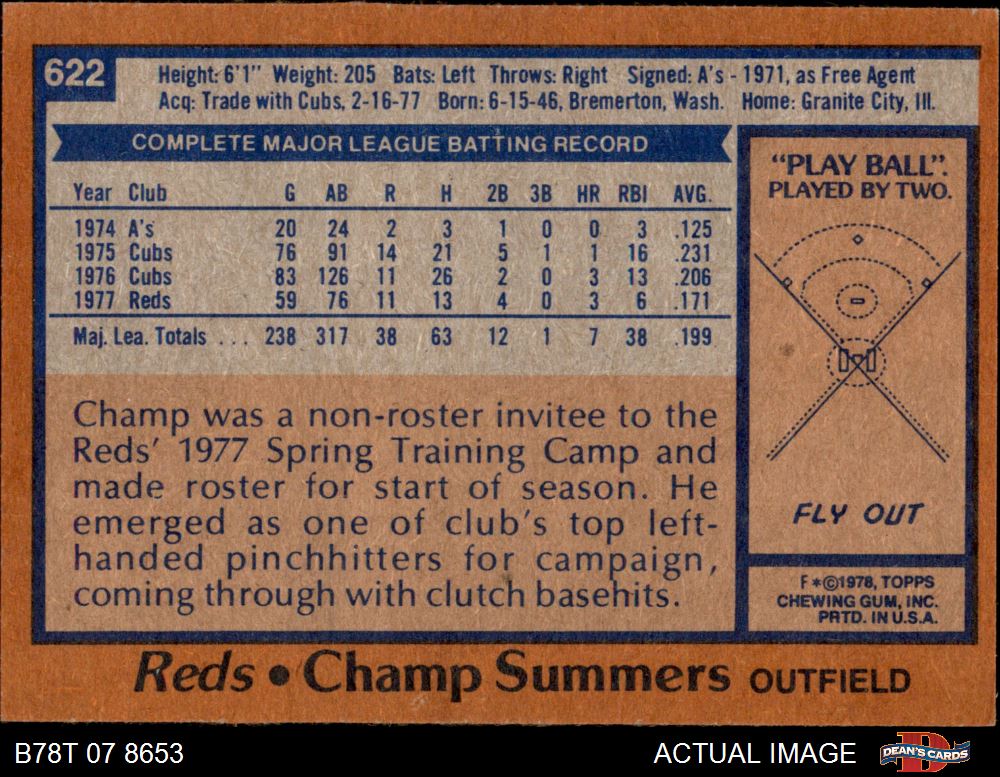 622
Height: 6'1" Weight: 205 Bats: Left Throws: Right Signed: A's - 1971, as Free Agent
Acq: Trade with Cubs, 2-16-77 Born: 6-15-46, Bremerton, Wash. Home: Granite City, Ill.
COMPLETE MAJOR LEAGUE BATTING RECORD
Year Club G AB R H 2B 3B HR RBI AVG.
1974 A's 20 24 2 3 1 0 0 3 .125
1975 Cubs 76 91 14 21 5 1 1 16 .231
1976 Cubs 83 126 11 26 2 0 3 13 .206
1977 Reds 59 76 11 13 4 0 3 6 .171
Maj. Lea. Totals . . . 238 317 38 63 12 1 7 38 .199
Champ was a non-roster invitee to the
Reds' 1977 Spring Training Camp and
made roster for start of season. He
emerged as one of club's top left-
handed pinchhitters for campaign,
coming through with clutch basehits.
"PLAY BALL".
PLAYED BY TWO.
FLY OUT
F * © 1978, TOPPS
CHEWING GUM, INC.
PRTD. IN U.S.A.
Reds • Champ Summers OUTFIELD
B78T 07 8653
ACTUAL IMAGE
DEAN'S CARDS